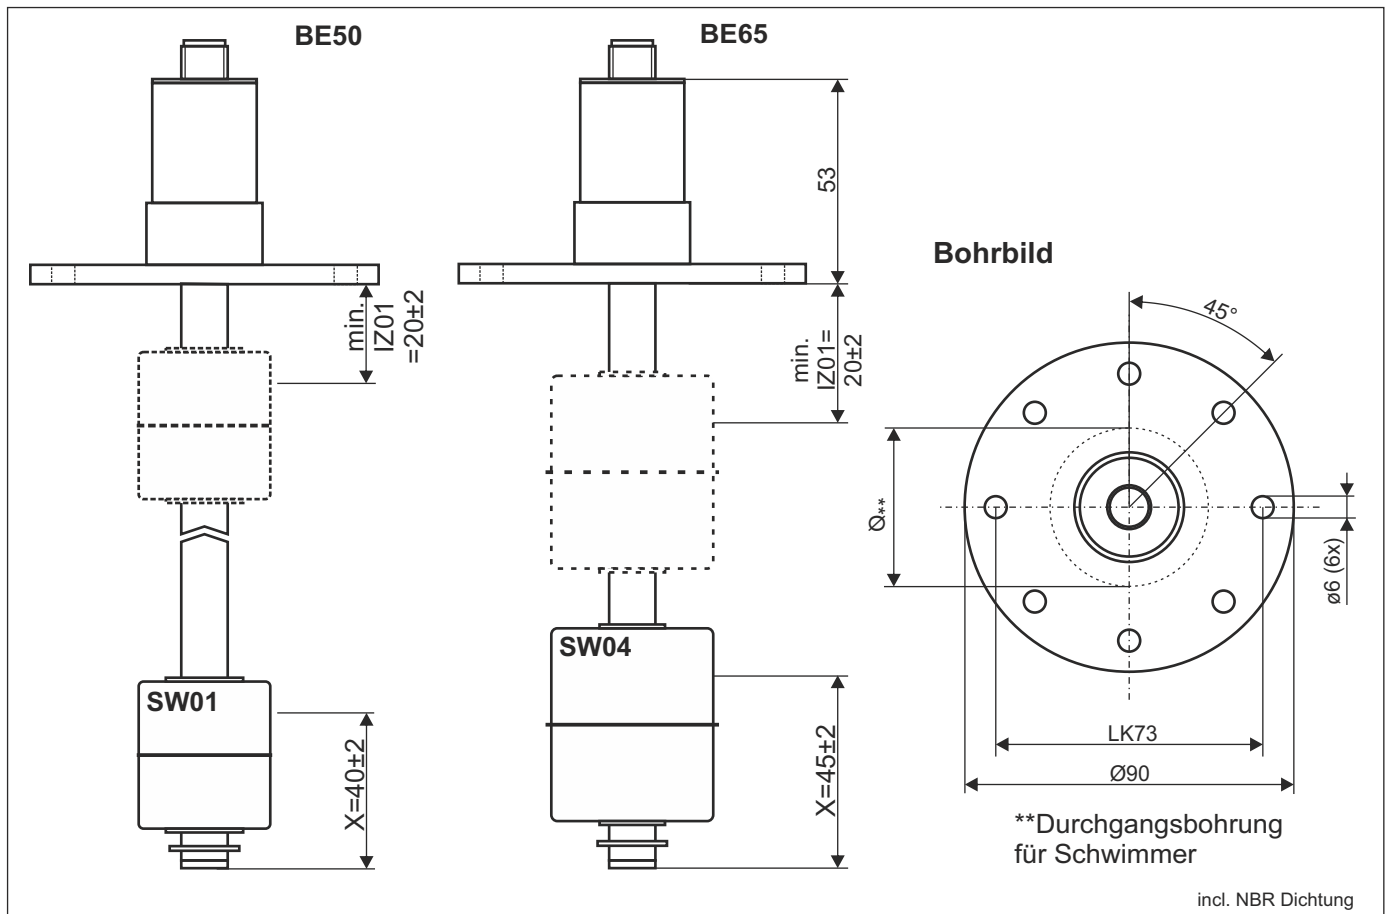 BE50
BE65
53
min.
IZ01
=20±2
min.
IZ01=
20±2
Bohrbild
45°
Ø**
ø6 (6x)
SW01
SW04
X=40±2
X=45±2
LK73
Ø90
**Durchgangsbohrung
für Schwimmer
incl. NBR Dichtung